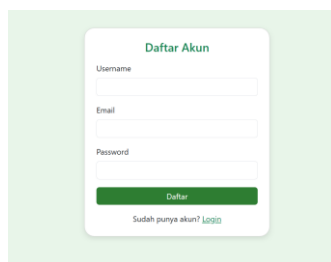 Daftar Akun
Username
Email
Password
Daftar
Sudah punya akun? Login